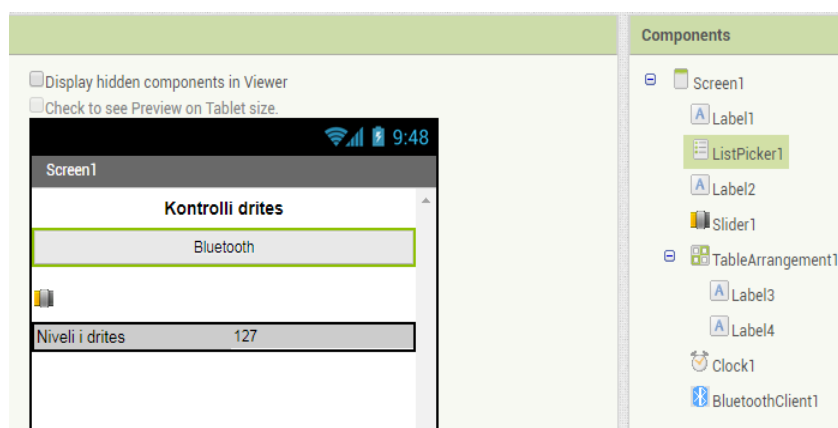 Components
Display hidden components in Viewer
Check to see Preview on Tablet size.
9:48
Screen1
Kontrolli drites
Bluetooth
Niveli i drites 127
Screen1
A Label1
ListPicker1
A Label2
Slider1
TableArrangement1
A Label3
A Label4
Clock1
BluetoothClient1